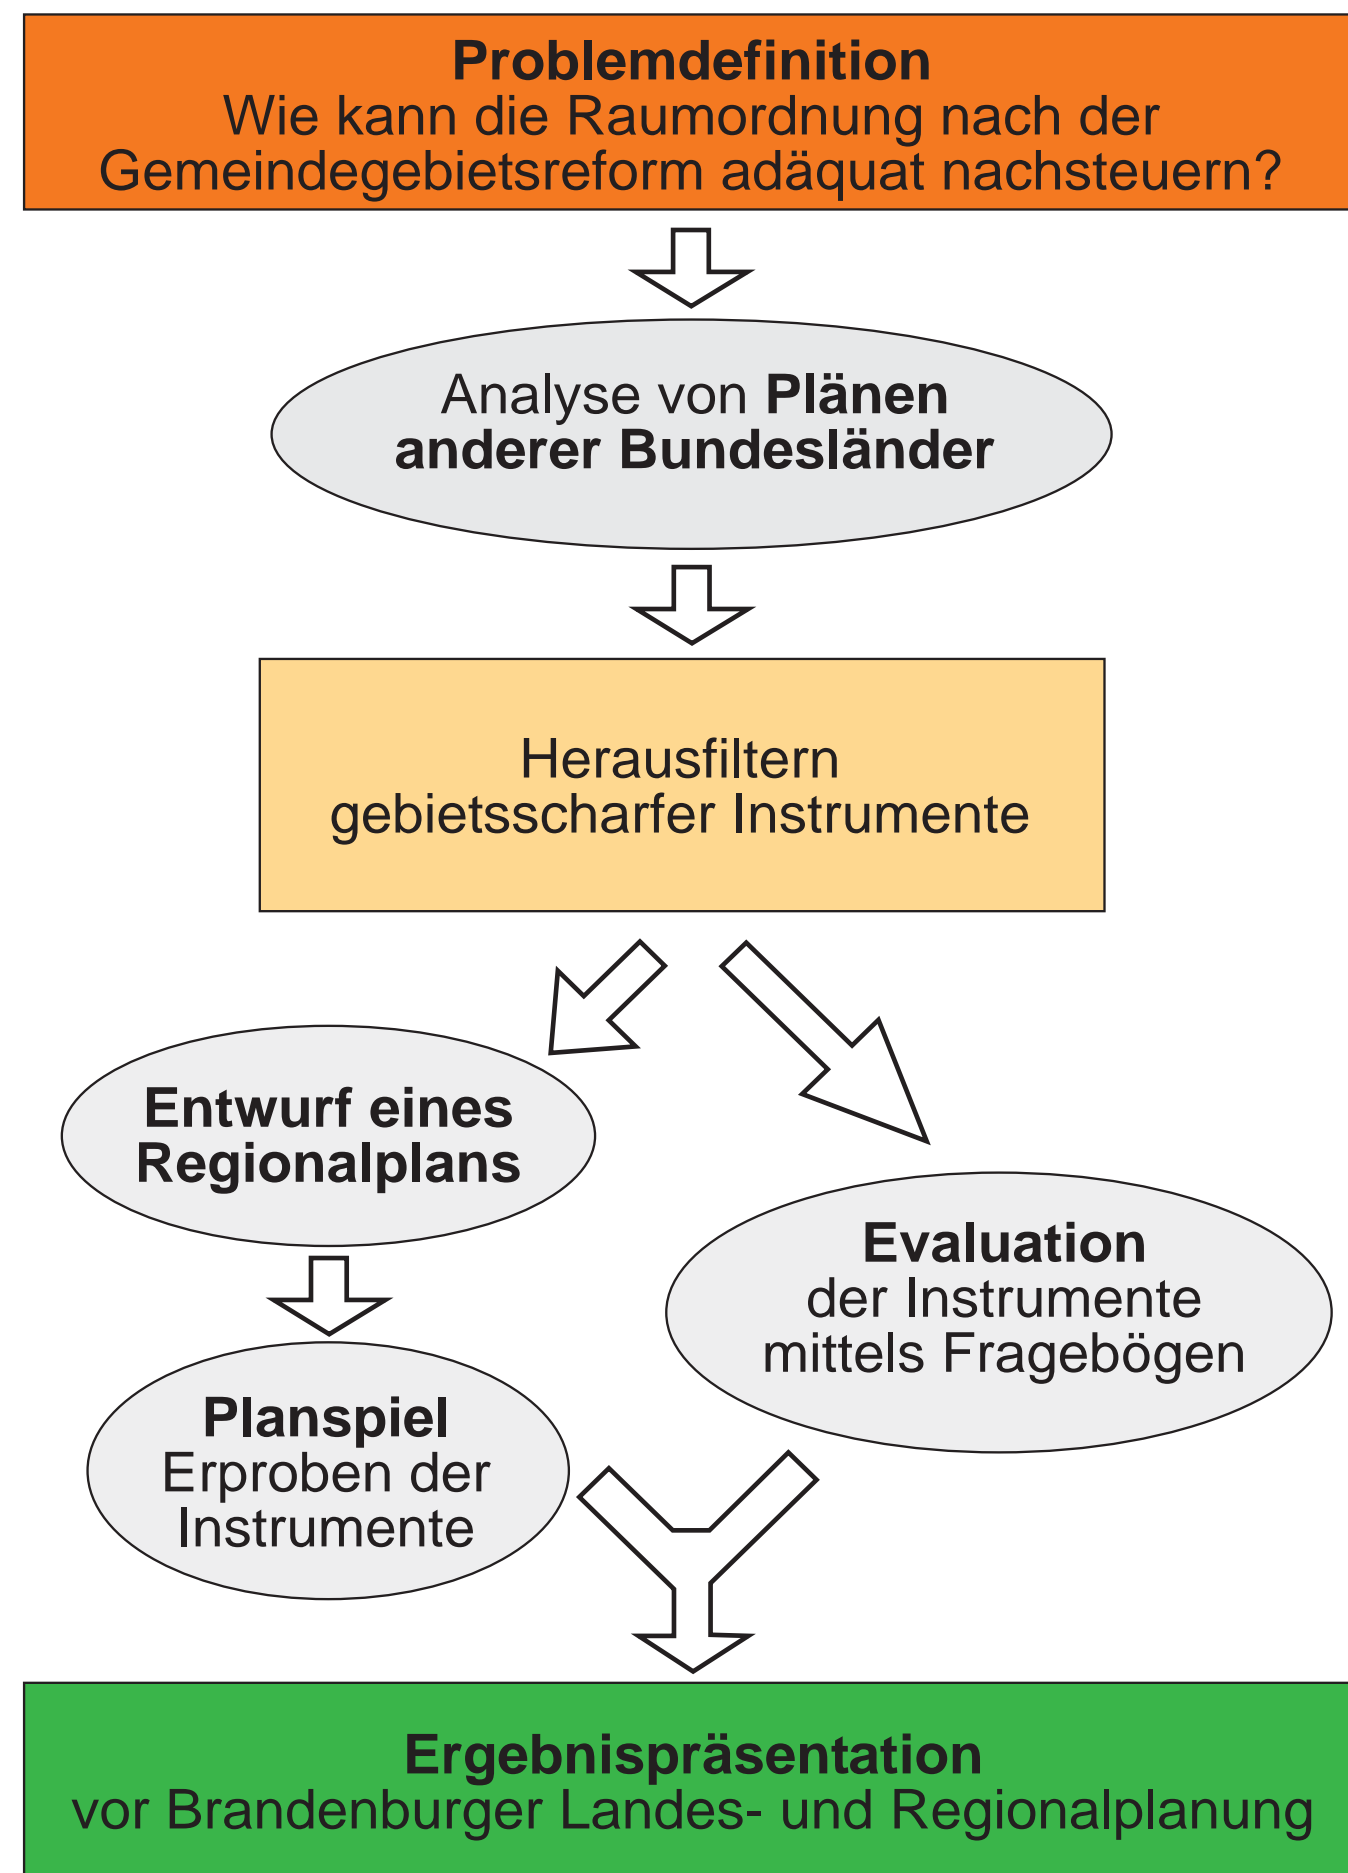 Problemdefinition
Wie kann die Raumordnung nach der
Gemeindegebietsreform adäquat nachsteuern?
Analyse von Plänen
anderer Bundesländer
Herausfiltern
gebietsscharfer Instrumente
Entwurf eines
Regionalplans
Evaluation
der Instrumente
mittels Fragebögen
Planspiel
Erproben der
Instrumente
Ergebnispräsentation
vor Brandenburger Landes- und Regionalplanung